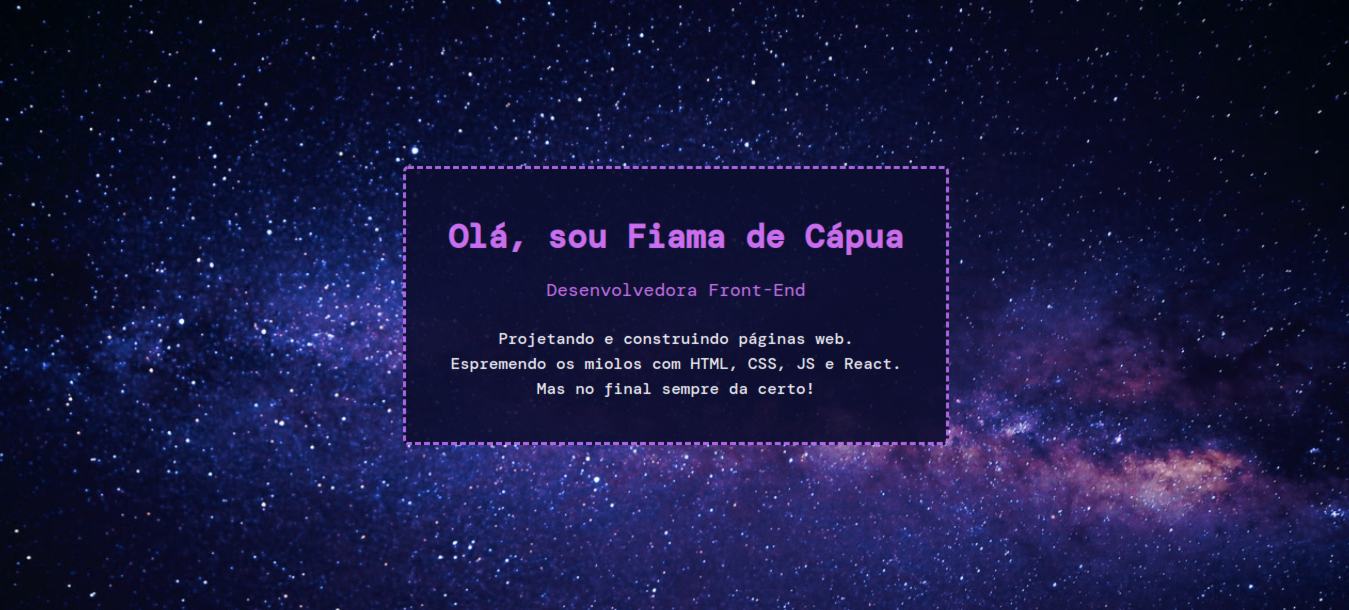 Olá, sou Fiama de Cápua
Desenvolvedora Front-End
Projetando e construindo páginas web.
Espremendo os miolos com HTML, CSS, JS e React.
Mas no final sempre da certo!